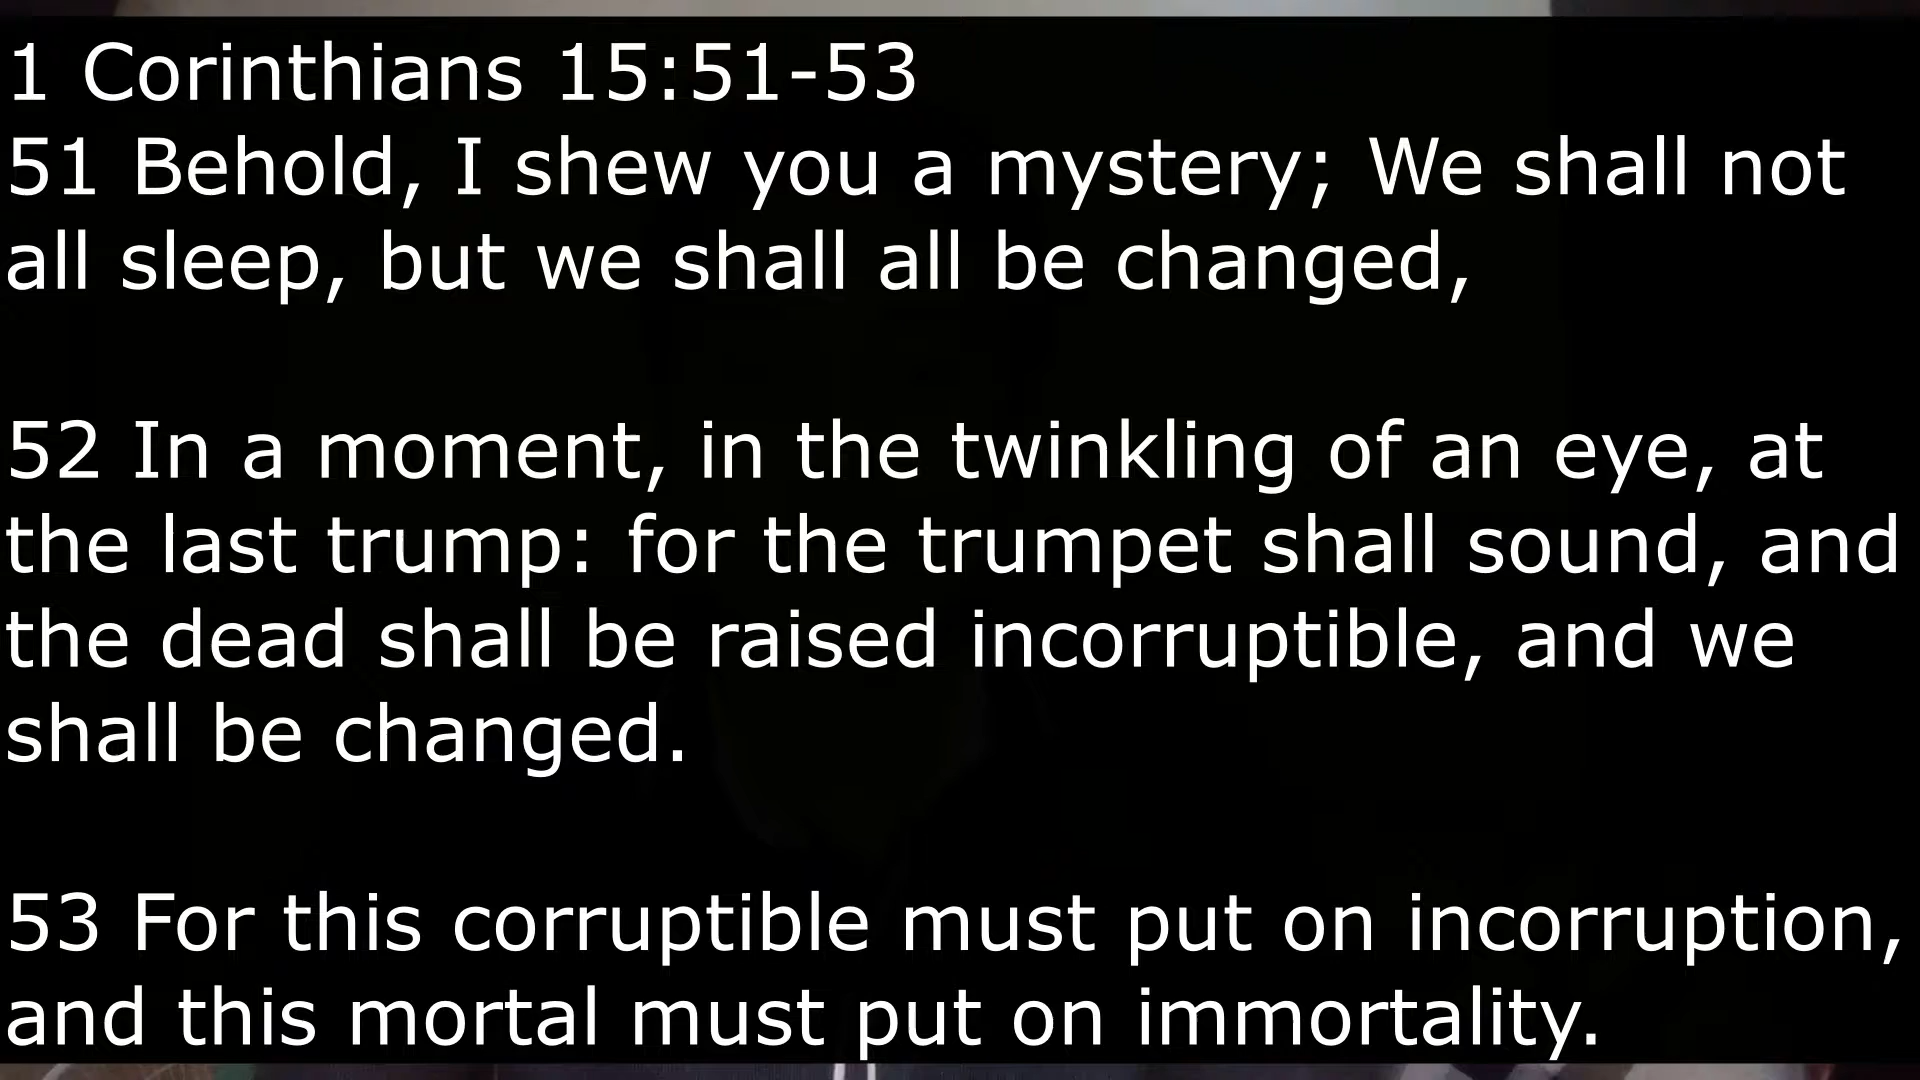 1 Corinthians 15:51-53
51 Behold, I shew you a mystery; We shall not
all sleep, but we shall all be changed,
52 In a moment, in the twinkling of an eye, at
the last trump: for the trumpet shall sound, and
the dead shall be raised incorruptible, and we
shall be changed.
53 For this corruptible must put on incorruption,
and this mortal must put on immortality.